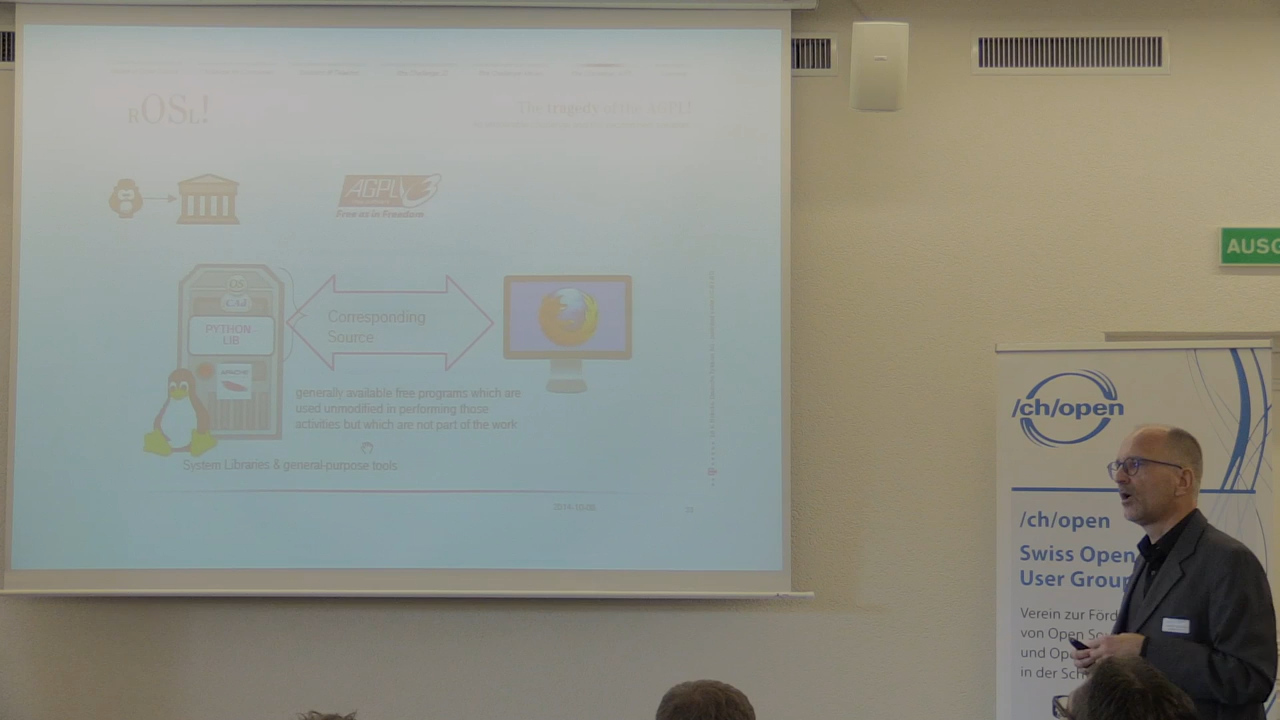 ROSL!
The tragedy of the AGPL!
AGPLv3
Free as in Freedom
OS
PYTHON
LIB
Corresponding
Source
generally available free programs which are
used unmodified in performing those
activities but which are not part of the work
System Libraries & general-purpose tools
AUSG
/ch/open
/ch/open
Swiss Open
User Group
Verein zur Förd
von Open So
und Op
in der Sch